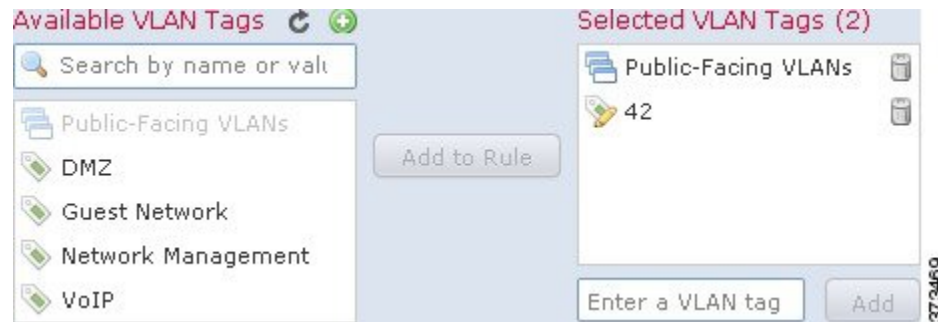 Available VLAN Tags
Search by name or valu
Public-Facing VLANs
DMZ
Guest Network
Network Management
VoIP
Add to Rule
Selected VLAN Tags (2)
Public-Facing VLANs
42
Enter a VLAN tag
Add
373469